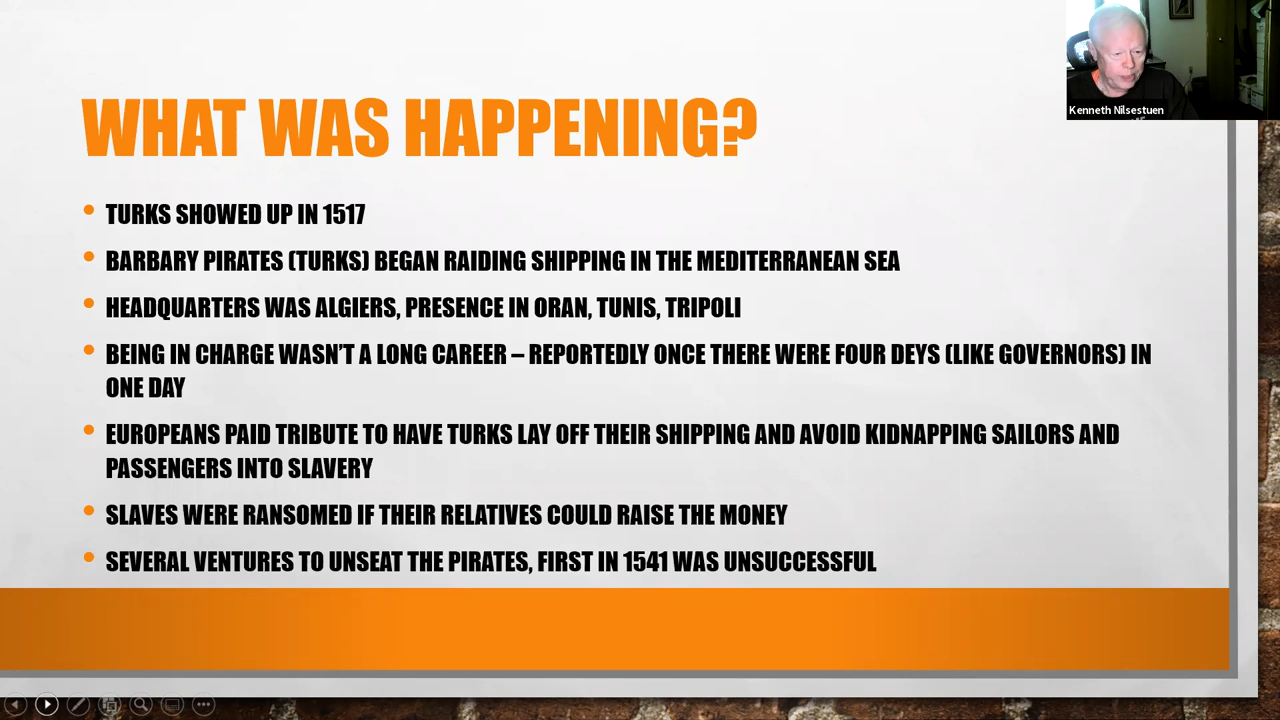 WHAT WAS HAPPENING?
Kenneth Nilsestuen
• TURKS SHOWED UP IN 1517
• BARBARY PIRATES (TURKS) BEGAN RAIDING SHIPPING IN THE MEDITERRANEAN SEA
• HEADQUARTERS WAS ALGIERS, PRESENCE IN ORAN, TUNIS, TRIPOLI
• BEING IN CHARGE WASN'T A LONG CAREER – REPORTEDLY ONCE THERE WERE FOUR DEYS (LIKE GOVERNORS) IN
ONE DAY
• EUROPEANS PAID TRIBUTE TO HAVE TURKS LAY OFF THEIR SHIPPING AND AVOID KIDNAPPING SAILORS AND
PASSENGERS INTO SLAVERY
• SLAVES WERE RANSOMED IF THEIR RELATIVES COULD RAISE THE MONEY
• SEVERAL VENTURES TO UNSEAT THE PIRATES, FIRST IN 1541 WAS UNSUCCESSFUL